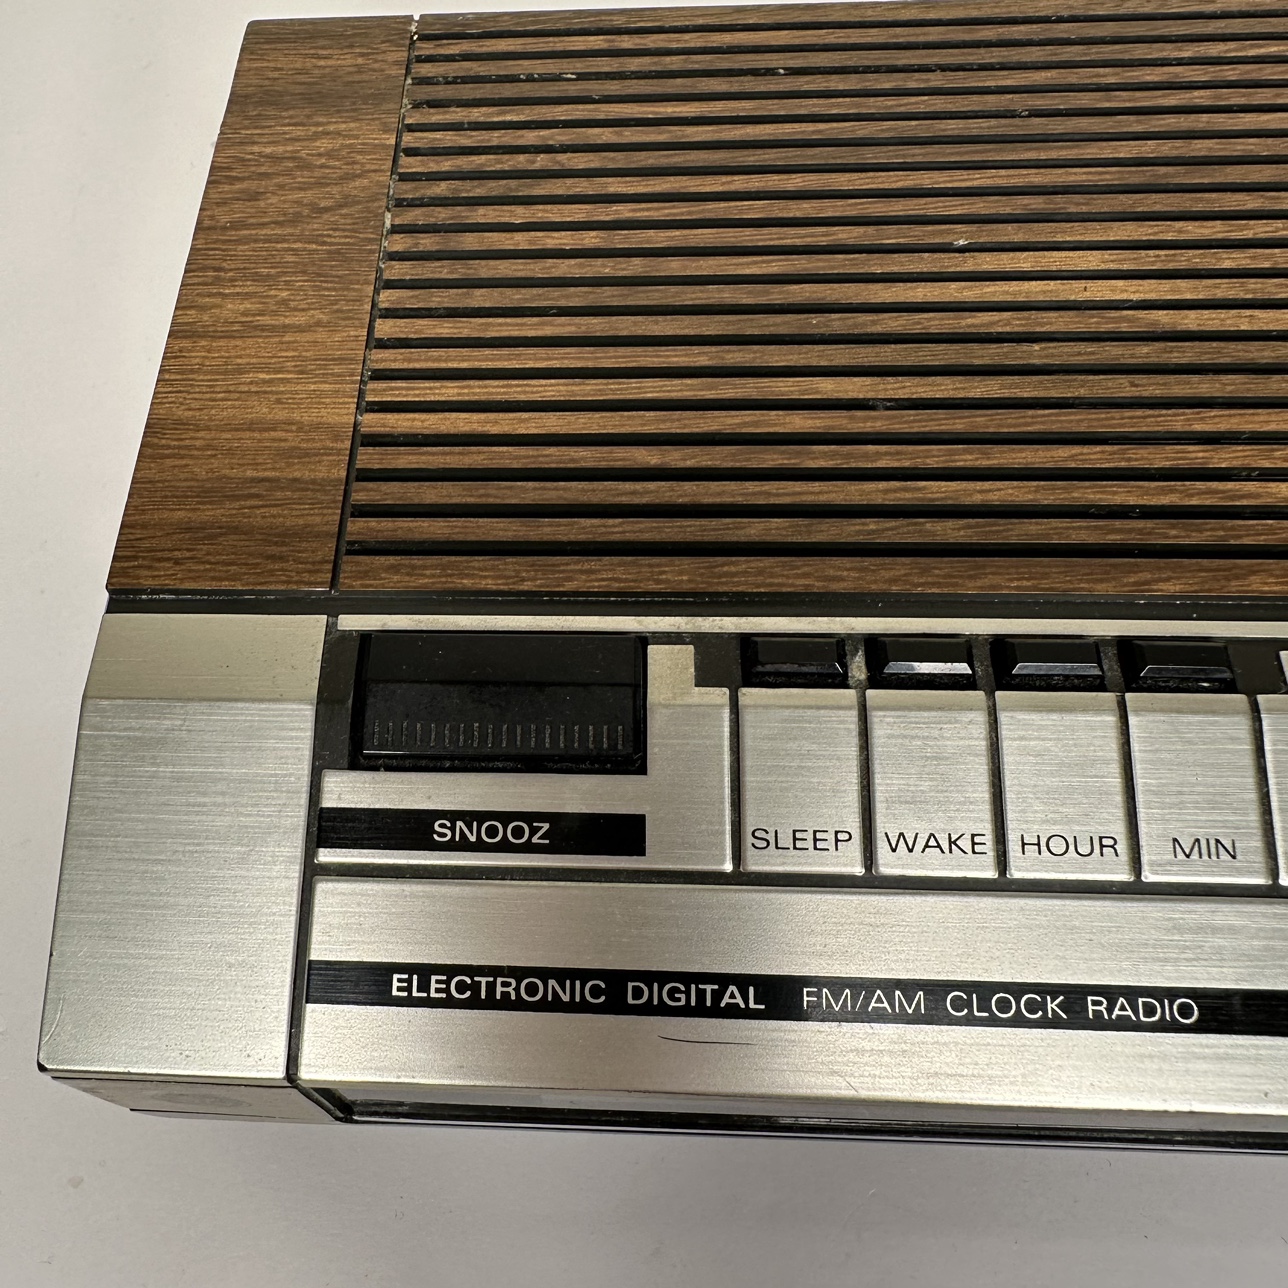 SNOOZ
SLEEP WAKE HOUR MIN
ELECTRONIC DIGITAL FM/AM CLOCK RADIO